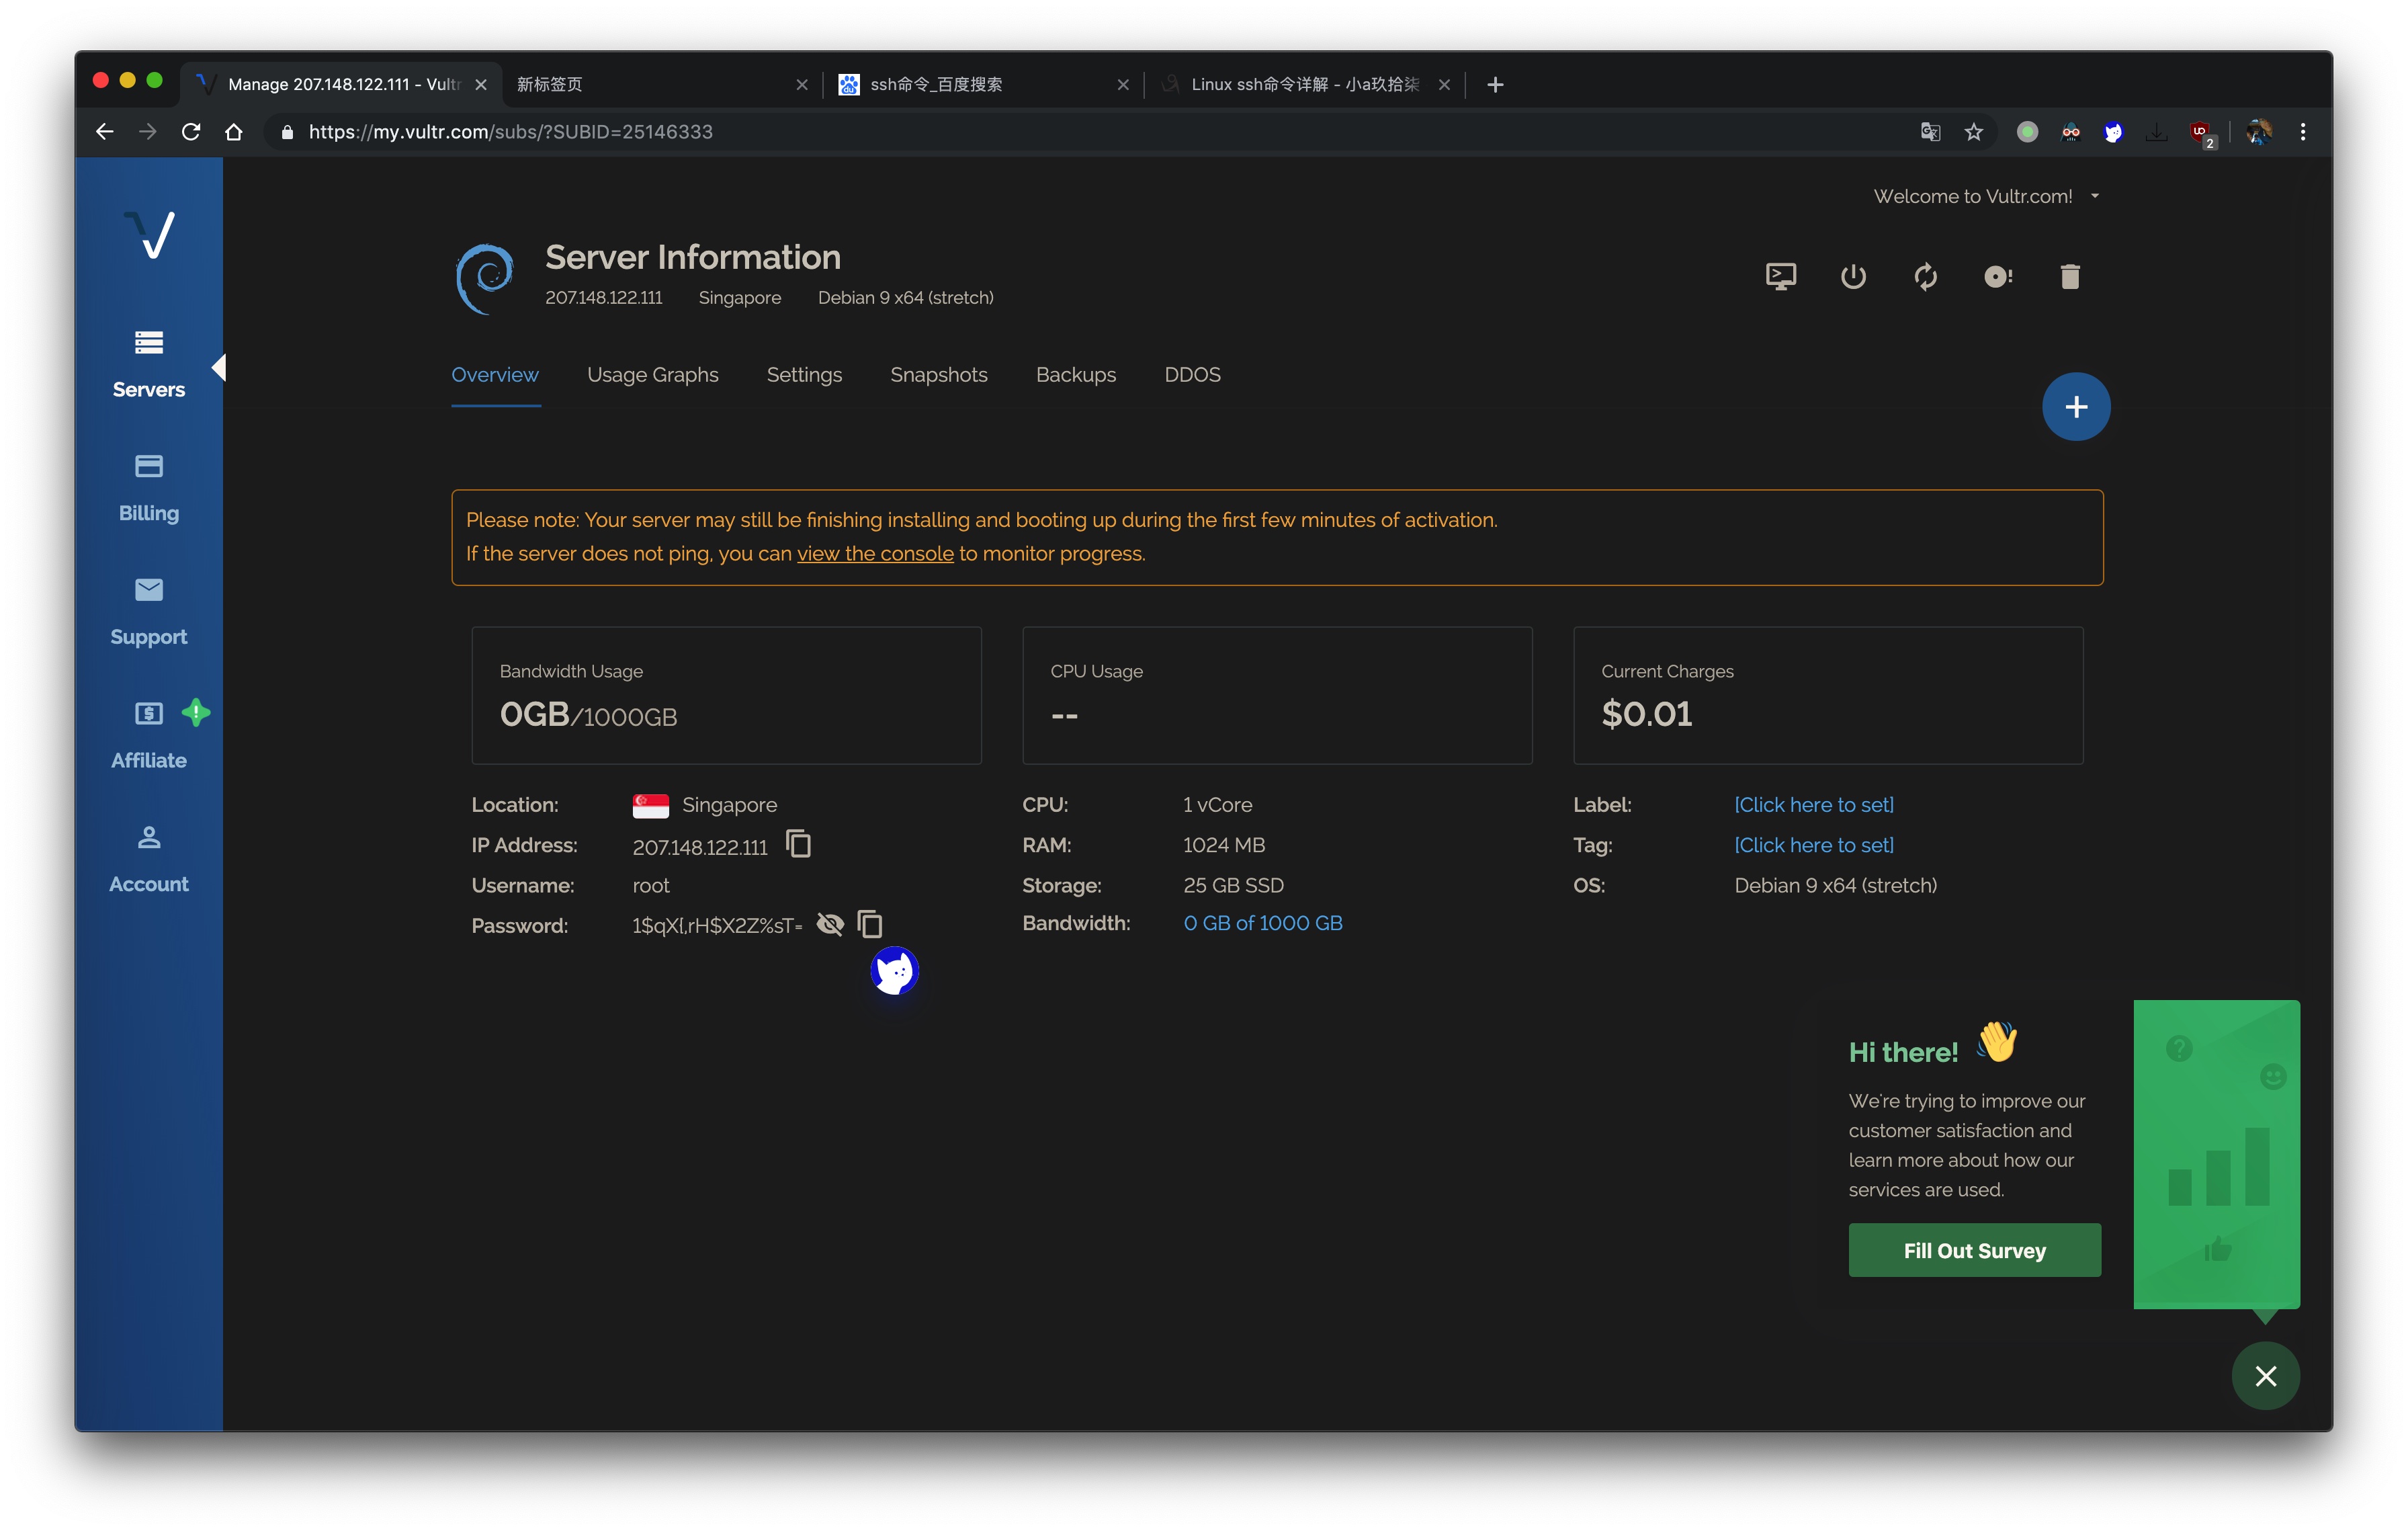 Manage 207.148.122.111 - Vultr
新标签页
ssh命令_百度搜索
Linux ssh命令详解 - 小a玖拾柒
https://my.vultr.com/subs/?SUBID=25146333
2
Welcome to Vultr.com!
Server Information
207.148.122.111 Singapore Debian 9 x64 (stretch)
Servers
Billing
Support
Affiliate
Account
Overview Usage Graphs Settings Snapshots Backups DDOS
Please note: Your server may still be finishing installing and booting up during the first few minutes of activation.
If the server does not ping, you can view the console to monitor progress.
Bandwidth Usage
0GB/1000GB
CPU Usage
--
Current Charges
$0.01
Location: Singapore
IP Address: 207.148.122.111
Username: root
Password: 1$qX[,rH$X2Z%sT=
CPU: 1 vCore
RAM: 1024 MB
Storage: 25 GB SSD
Bandwidth: 0 GB of 1000 GB
Label: [Click here to set]
Tag: [Click here to set]
OS: Debian 9 x64 (stretch)
Hi there!
We're trying to improve our
customer satisfaction and
learn more about how our
services are used.
Fill Out Survey